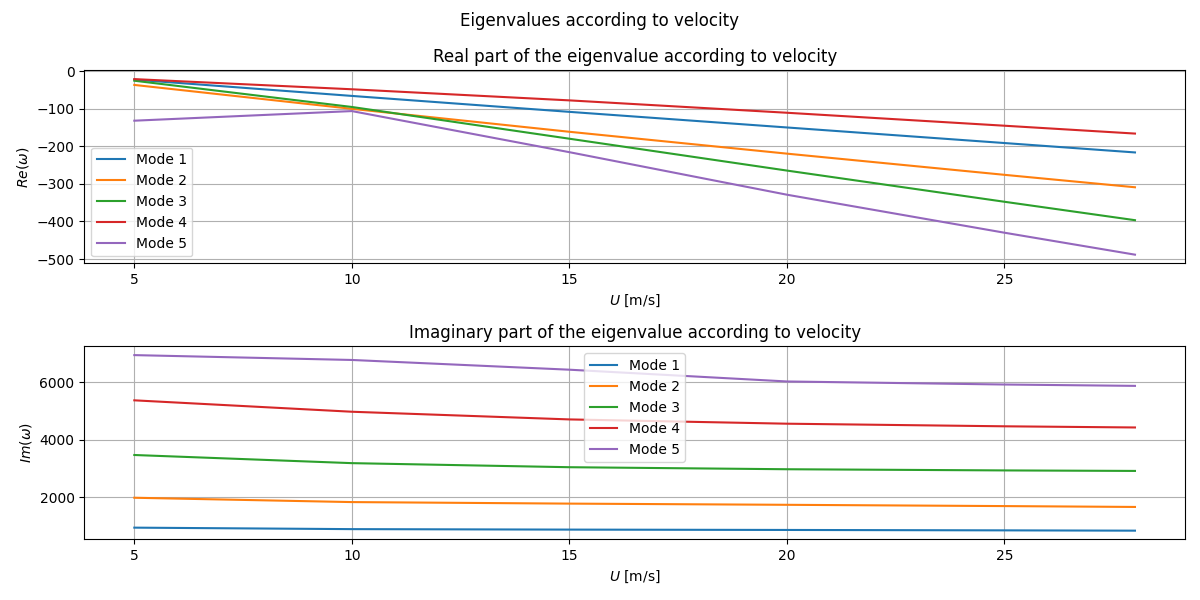 Eigenvalues according to velocity
Real part of the eigenvalue according to velocity
0
−100
−200
−300
−400
−500
Re(ω)
Mode 1
Mode 2
Mode 3
Mode 4
Mode 5
5 10 15 20 25
U [m/s]
Imaginary part of the eigenvalue according to velocity
6000
4000
2000
Im(ω)
Mode 1
Mode 2
Mode 3
Mode 4
Mode 5
5 10 15 20 25
U [m/s]